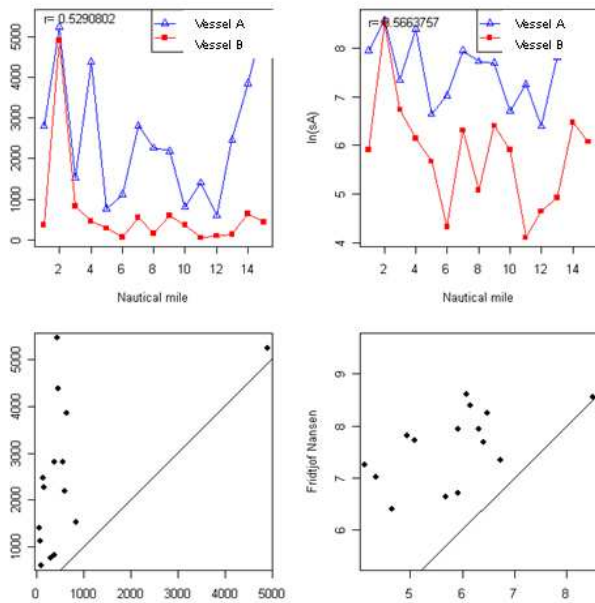 r= 0.5290802
Vessel A
Vessel B
5000
4000
3000
2000
1000
0
2 4 6 8 10 12 14
Nautical mile
r= 0.5663757
Vessel A
Vessel B
ln(sA)
8
7
6
5
4
2 4 6 8 10 12 14
Nautical mile
5000
4000
3000
2000
1000
0 1000 2000 3000 4000 5000
Fridtjof Nansen
9
8
7
6
5 6 7 8